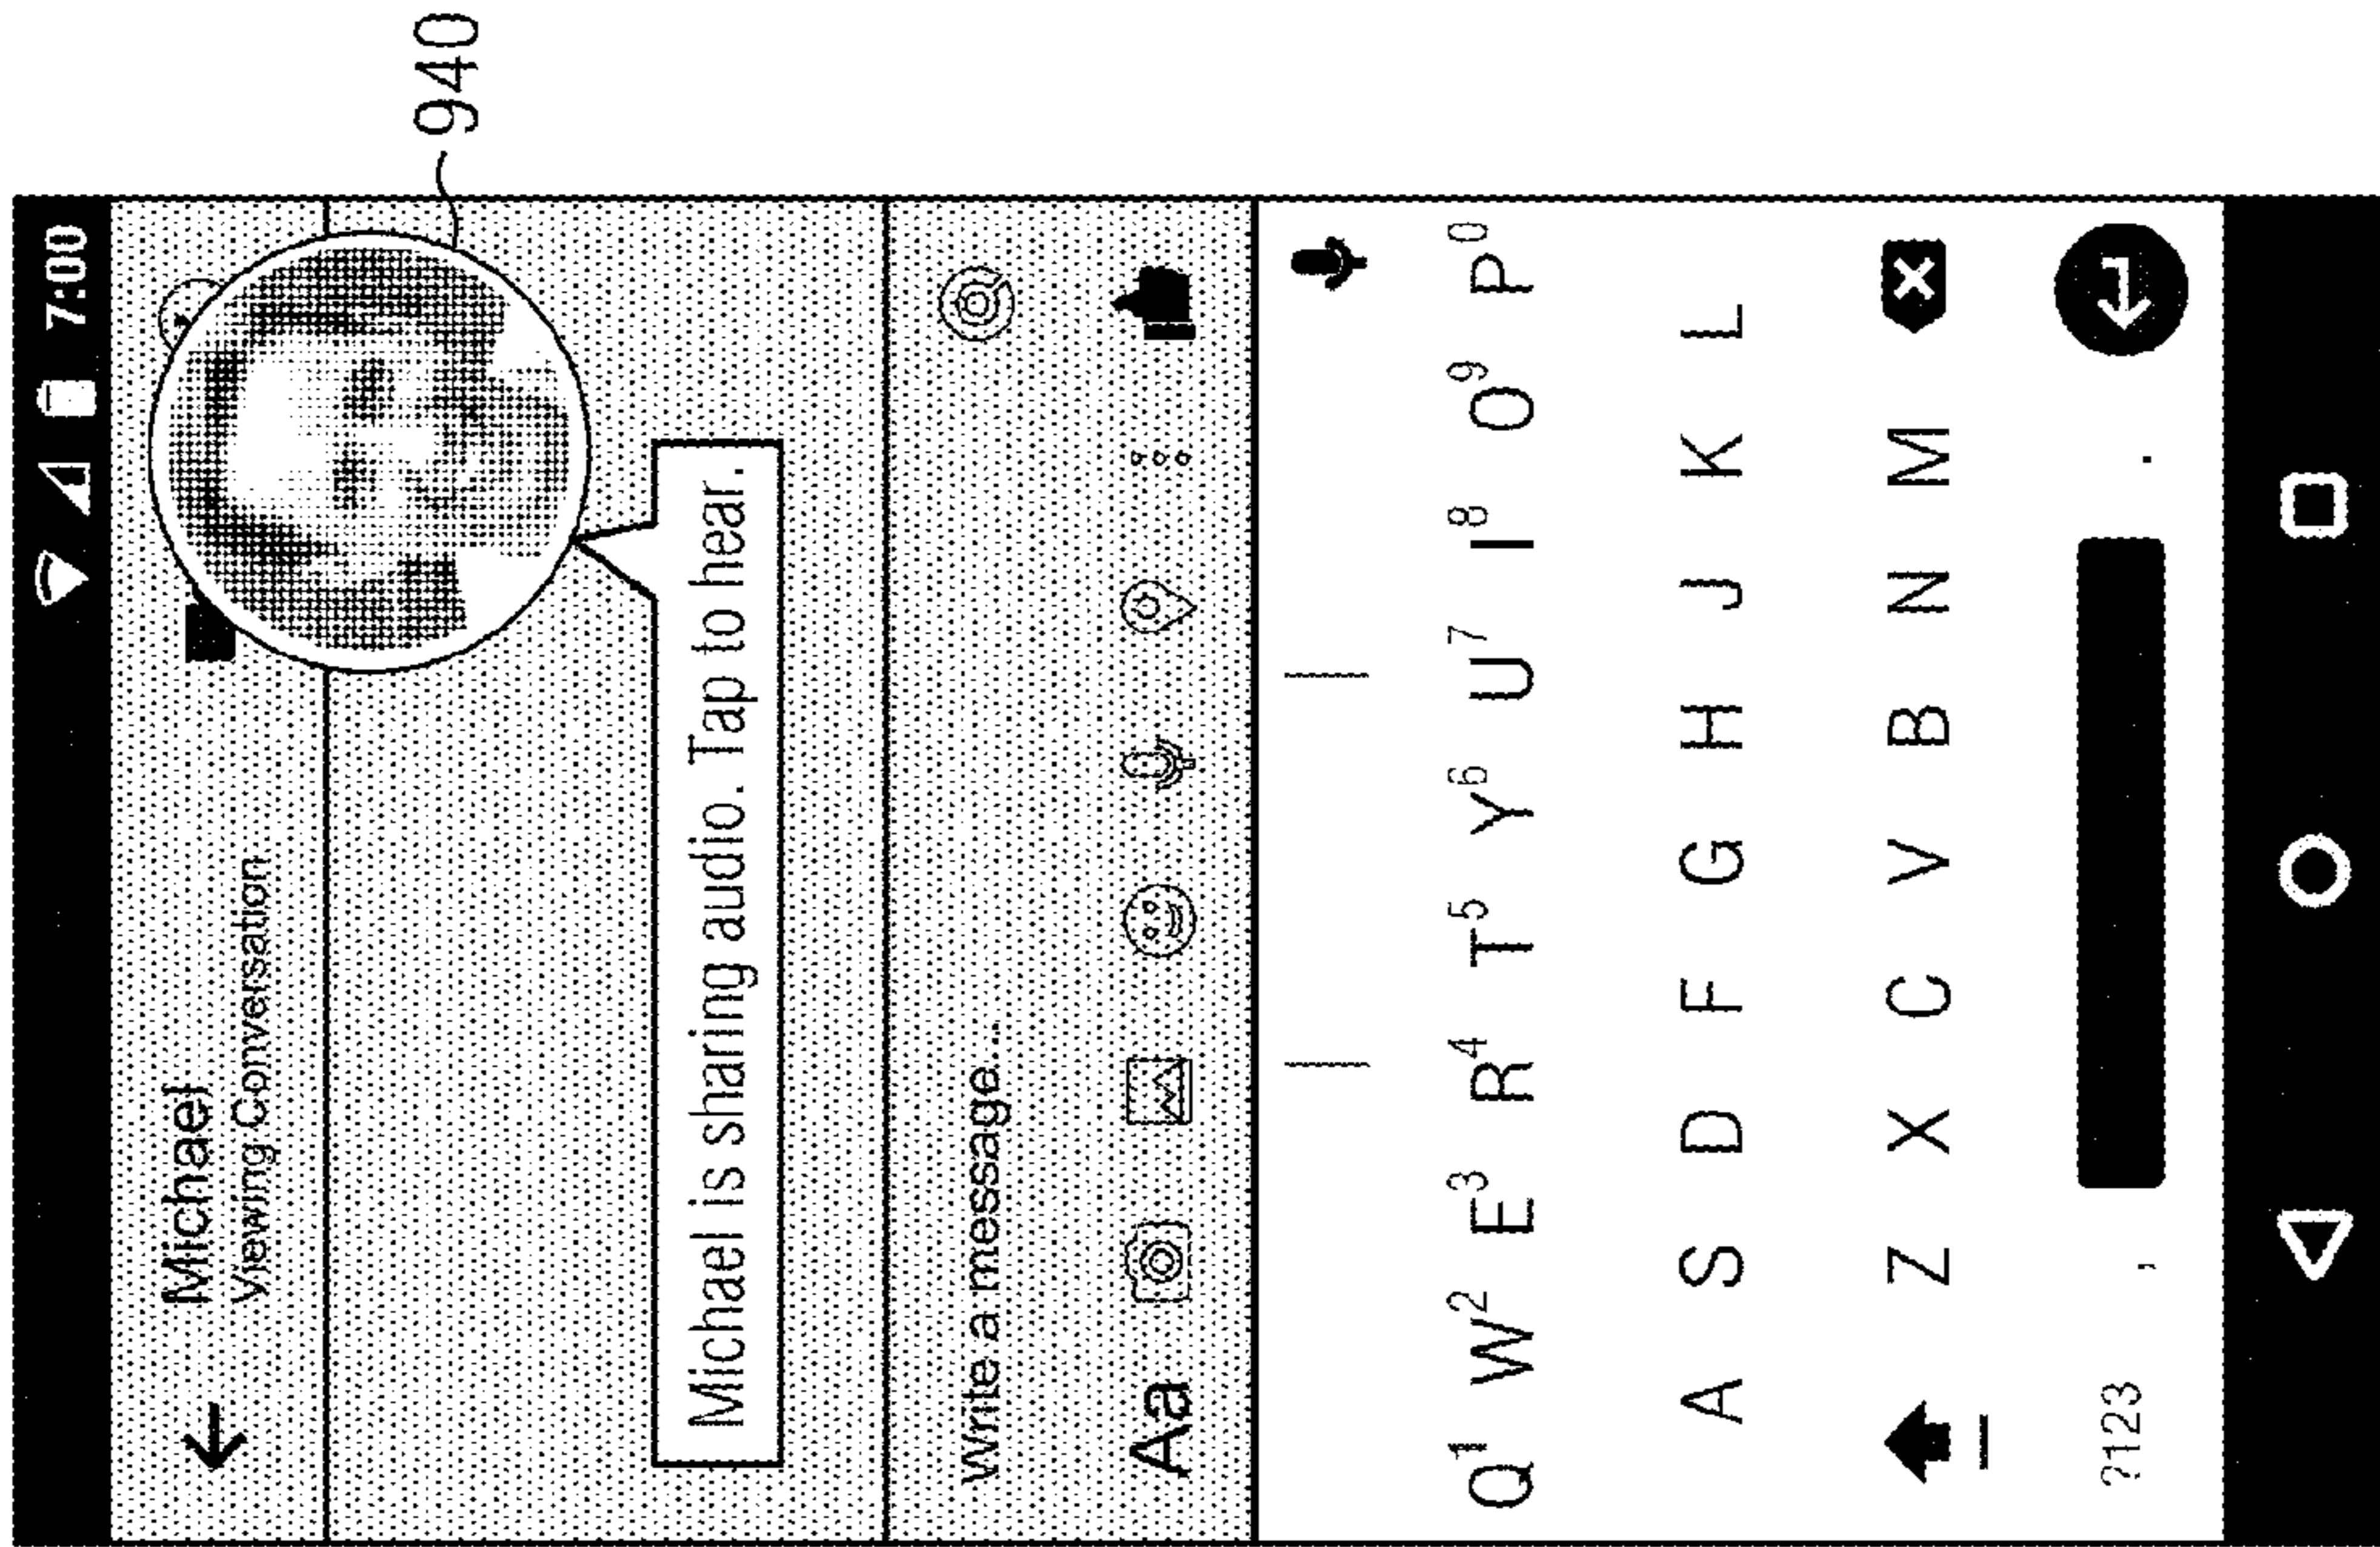 7:00
Michael
Viewing Conversation
940
Michael is sharing audio. Tap to hear.
Write a message...
Aa
Q1 W2 E3 R4 T5 Y6 U7 I8 O9 P0
A S D F G H J K L
Z X C V B N M
?123 , .